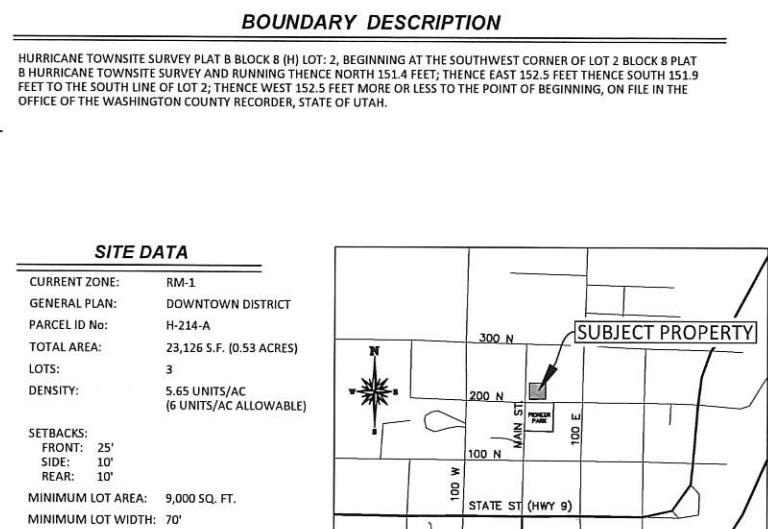 BOUNDARY DESCRIPTION
HURRICANE TOWNSITE SURVEY PLAT B BLOCK 8 (H) LOT: 2, BEGINNING AT THE SOUTHWEST CORNER OF LOT 2 BLOCK 8 PLAT
B HURRICANE TOWNSITE SURVEY AND RUNNING THENCE NORTH 151.4 FEET; THENCE EAST 152.5 FEET THENCE SOUTH 151.9
FEET TO THE SOUTH LINE OF LOT 2; THENCE WEST 152.5 FEET MORE OR LESS TO THE POINT OF BEGINNING, ON FILE IN THE
OFFICE OF THE WASHINGTON COUNTY RECORDER, STATE OF UTAH.
SITE DATA
CURRENT ZONE: RM-1
GENERAL PLAN: DOWNTOWN DISTRICT
PARCEL ID No: H-214-A
TOTAL AREA: 23,126 S.F. (0.53 ACRES)
LOTS: 3
DENSITY: 5.65 UNITS/AC
(6 UNITS/AC ALLOWABLE)
SETBACKS:
FRONT: 25'
SIDE: 10'
REAR: 10'
MINIMUM LOT AREA: 9,000 SQ. FT.
MINIMUM LOT WIDTH: 70'
SUBJECT PROPERTY
300 N
N
W E
S
200 N
MAIN ST.
PIONEER
PARK
100 E
100 N
100 W
STATE ST (HWY 9)